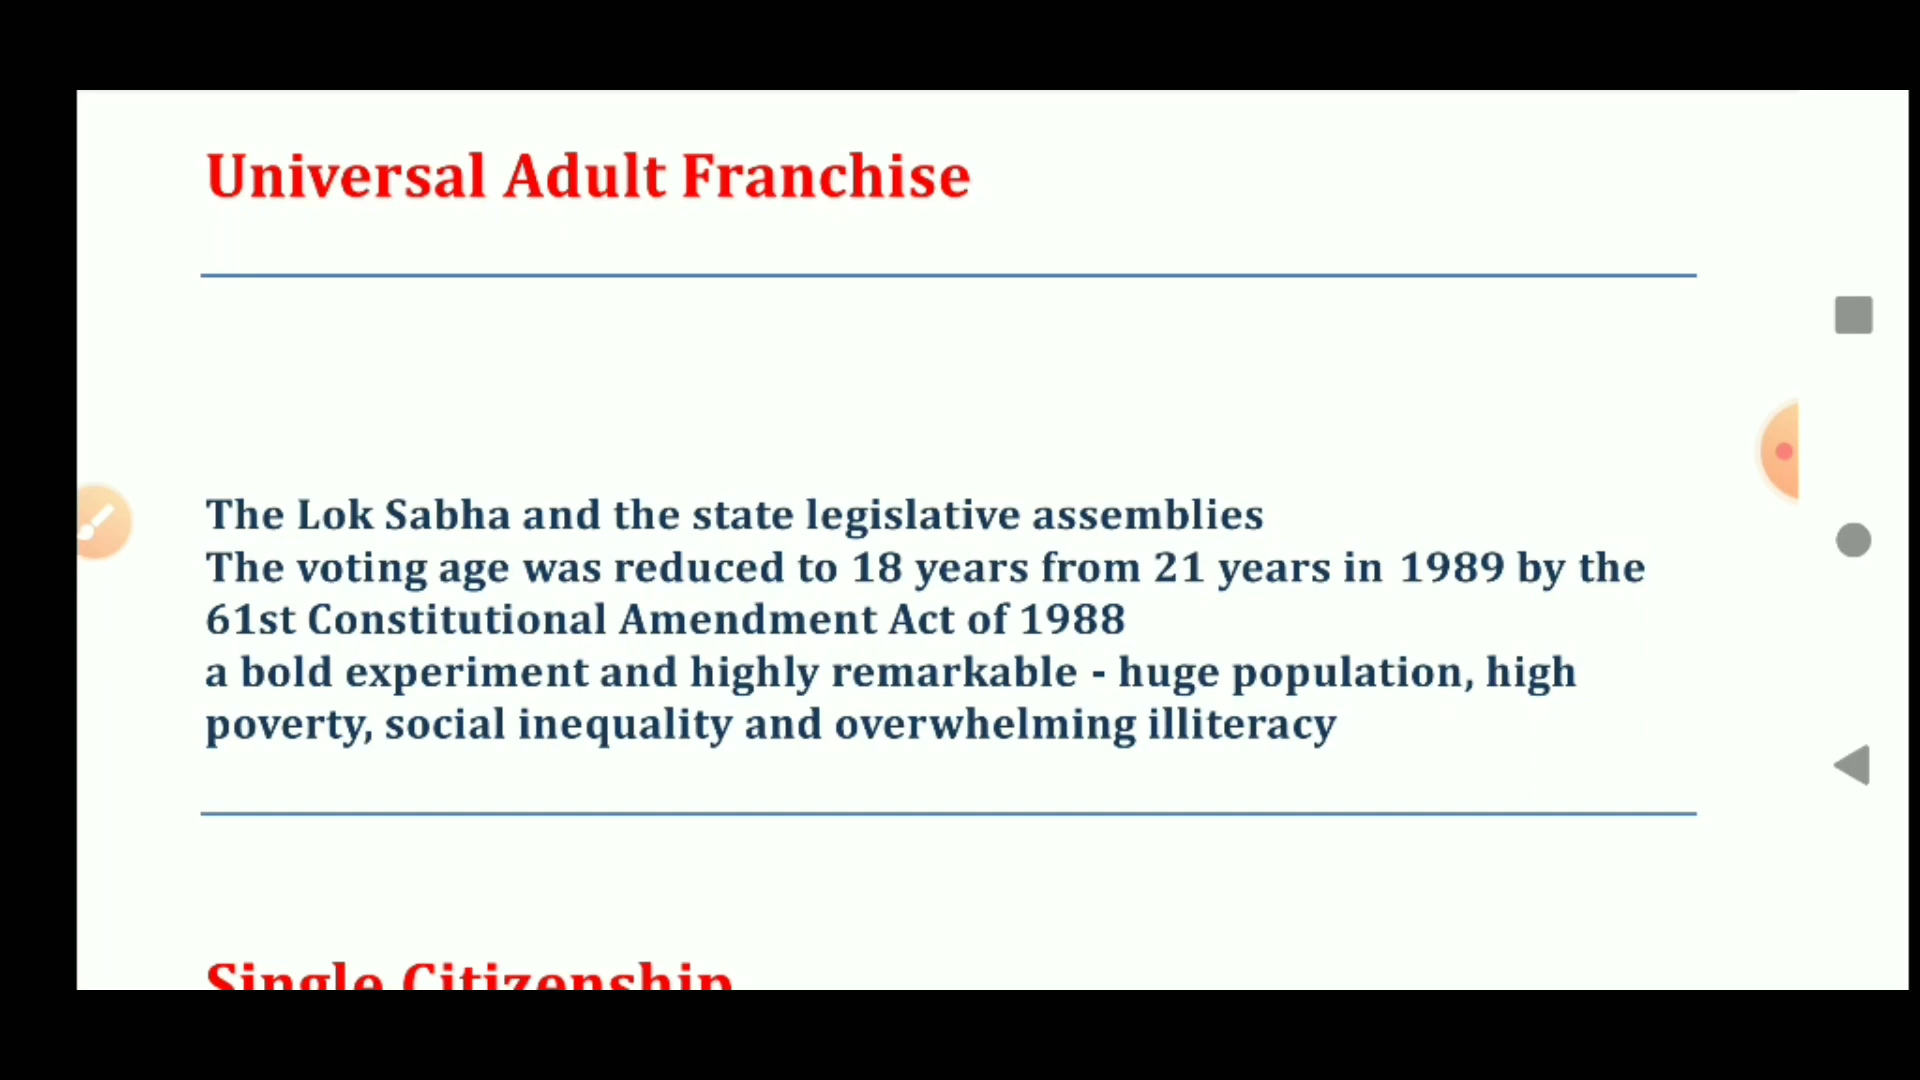 Universal Adult Franchise
The Lok Sabha and the state legislative assemblies
The voting age was reduced to 18 years from 21 years in 1989 by the
61st Constitutional Amendment Act of 1988
a bold experiment and highly remarkable - huge population, high
poverty, social inequality and overwhelming illiteracy
Single Citizenship